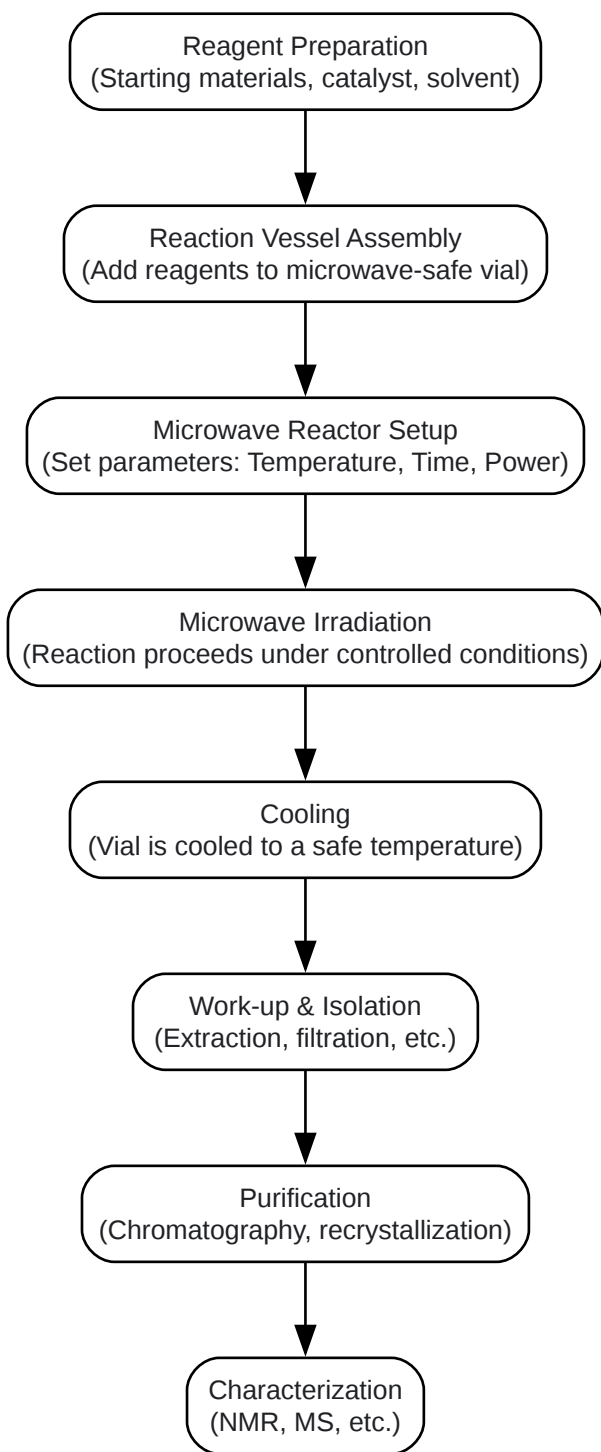 Reagent Preparation
(Starting materials, catalyst, solvent)
Reaction Vessel Assembly
(Add reagents to microwave-safe vial)
Microwave Reactor Setup
(Set parameters: Temperature, Time, Power)
Microwave Irradiation
(Reaction proceeds under controlled conditions)
Cooling
(Vial is cooled to a safe temperature)
Work-up & Isolation
(Extraction, filtration, etc.)
Purification
(Chromatography, recrystallization)
Characterization
(NMR, MS, etc.)